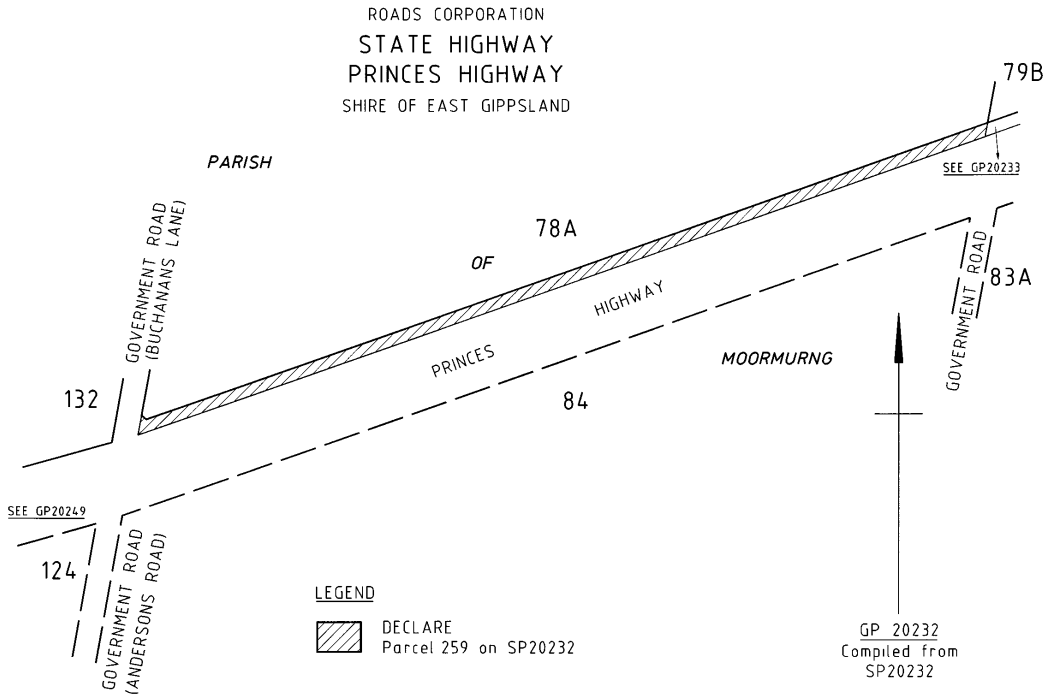 ROADS CORPORATION
STATE HIGHWAY
PRINCES HIGHWAY
SHIRE OF EAST GIPPSLAND
79B
PARISH
SEE GP20233
GOVERNMENT ROAD
(BUCHANANS LANE)
78A
OF
GOVERNMENT ROAD
83A
HIGHWAY
PRINCES
MOORMURNG
132
84
SEE GP20249
124
GOVERNMENT ROAD
(ANDERSONS ROAD)
LEGEND
DECLARE
Parcel 259 on SP20232
GP 20232
Compiled from
SP20232